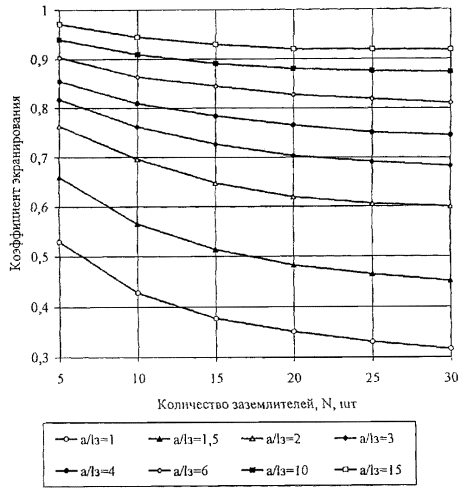 1
0,9
0,8
0,7
0,6
0,5
0,4
0,3
Коэффициент экранирования
5 10 15 20 25 30
Количество заземлителей, N, шт
a/lз=1 a/lз=1,5 a/lз=2 a/lз=3
a/lз=4 a/lз=6 a/lз=10 a/lз=15